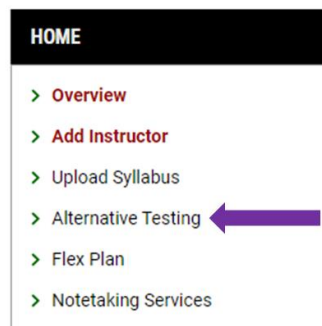 HOME
Overview
Add Instructor
Upload Syllabus
Alternative Testing
Flex Plan
Notetaking Services